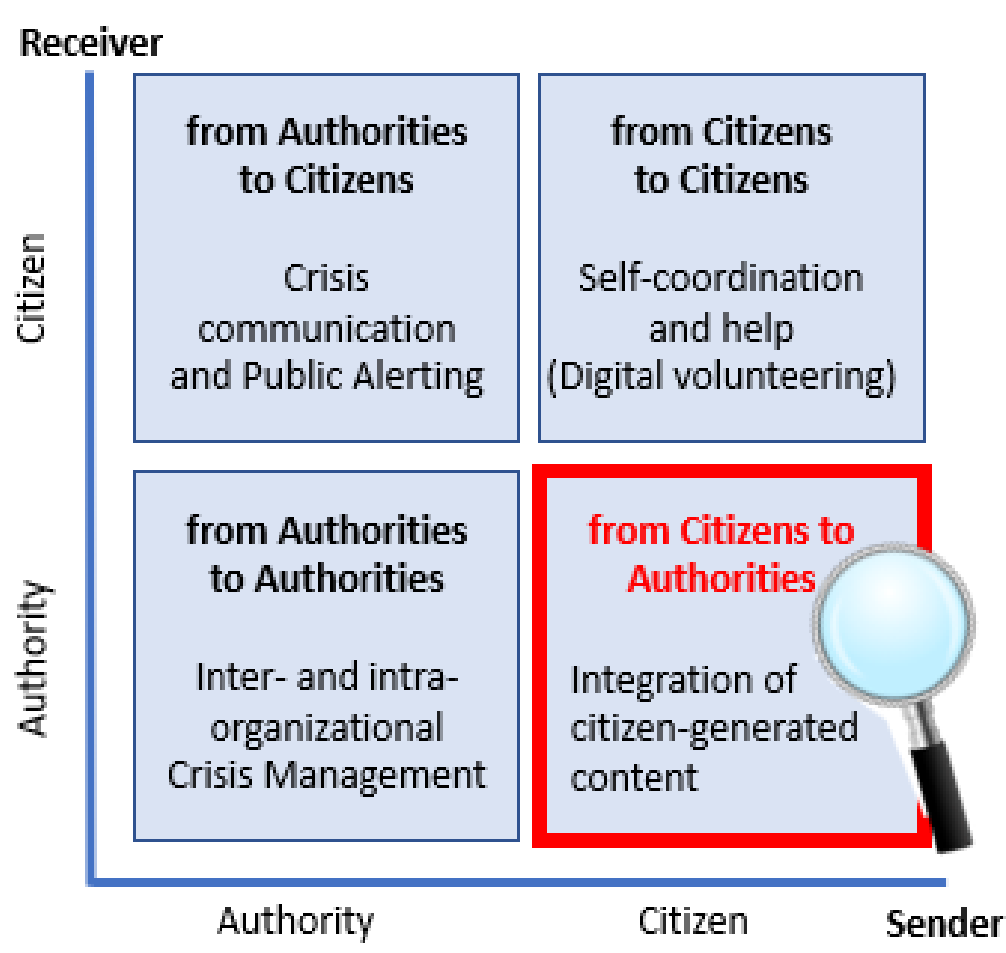 Receiver
Citizen
from Authorities
to Citizens
Crisis
communication
and Public Alerting
from Citizens
to Citizens
Self-coordination
and help
(Digital volunteering)
Authority
from Authorities
to Authorities
Inter- and intra-
organizational
Crisis Management
from Citizens to
Authorities
Integration of
citizen-generated
content
Authority
Citizen
Sender